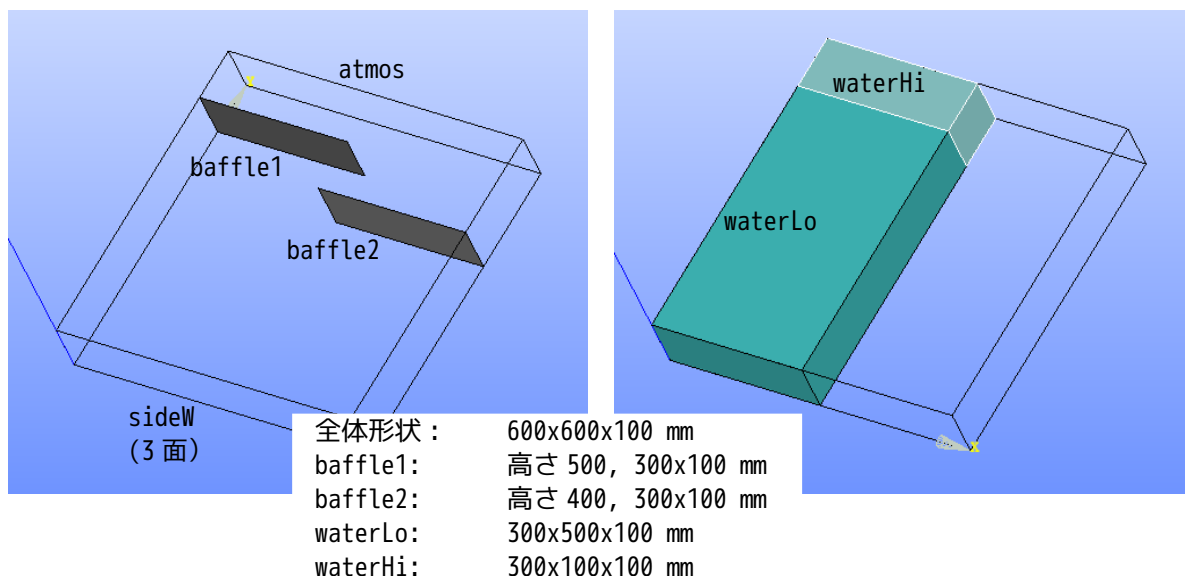 atmos
Y
baffle1
baffle2
sideW
(3面)
waterHi
waterLo
X
全体形状: 600x600x100 mm
baffle1: 高さ500, 300x100 mm
baffle2: 高さ400, 300x100 mm
waterLo: 300x500x100 mm
waterHi: 300x100x100 mm